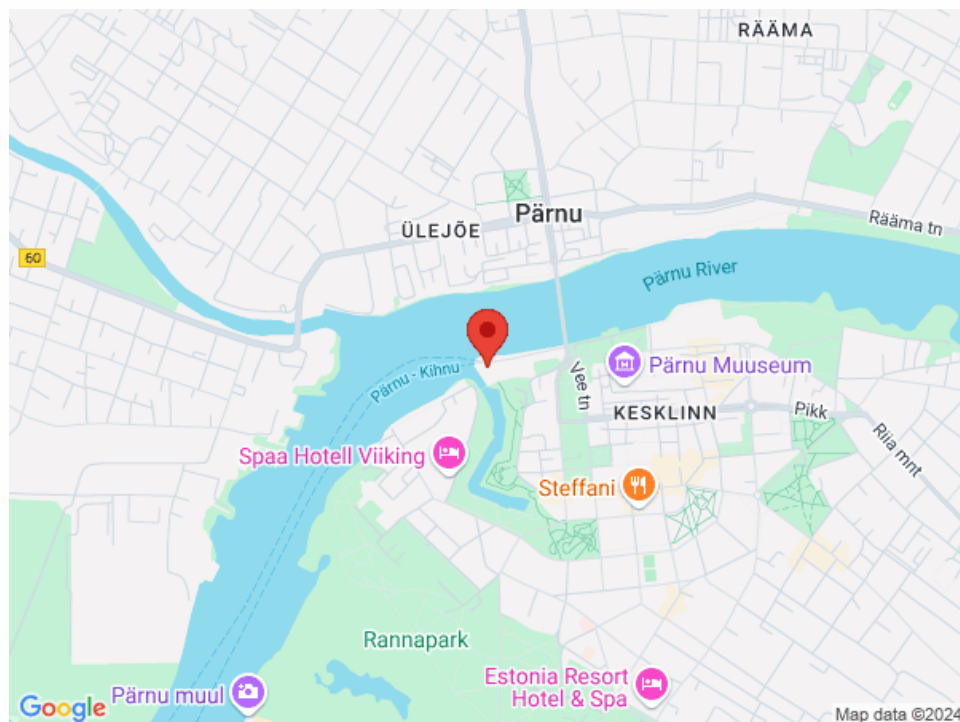 RÄÄMA
Pärnu
ÜLEJÕE
Rääma tn
60
Pärnu River
Pärnu - Kihnu
Vee tn
Pärnu Muuseum
KESKLINN
Pikk
Riia mnt
Spaa Hotell Viiking
Steffani
Rannapark
Estonia Resort
Hotel & Spa
Pärnu muul
Google
Map data ©2024